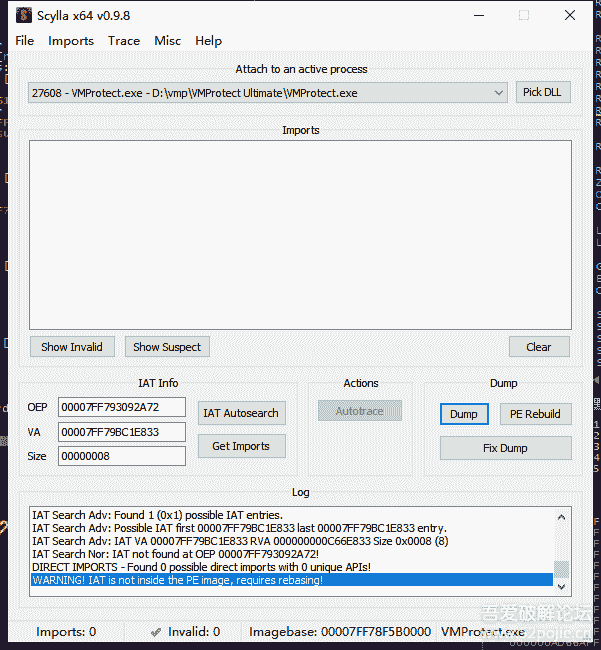 Scylla x64 v0.9.8
File Imports Trace Misc Help
Attach to an active process
27608 - VMProtect.exe - D:\vmp\VMProtect Ultimate\VMProtect.exe
Pick DLL
Imports
Show Invalid
Show Suspect
Clear
IAT Info
Actions
Dump
OEP 00007FF793092A72
IAT Autosearch
Autotrace
Dump
PE Rebuild
VA 00007FF79BC1E833
Get Imports
Fix Dump
Size 00000008
Log
IAT Search Adv: Found 1 (0x1) possible IAT entries.
IAT Search Adv: Possible IAT first 00007FF79BC1E833 last 00007FF79BC1E833 entry.
IAT Search Adv: IAT VA 00007FF79BC1E833 RVA 000000000C66E833 Size 0x0008 (8)
IAT Search Nor: IAT not found at OEP 00007FF793092A72!
DIRECT IMPORTS - Found 0 possible direct imports with 0 unique APIs!
WARNING! IAT is not inside the PE image, requires rebasing!
吾爱破解论坛
Imports: 0
Invalid: 0
Imagebase: 00007FF78F5B0000
VMProtect.exe